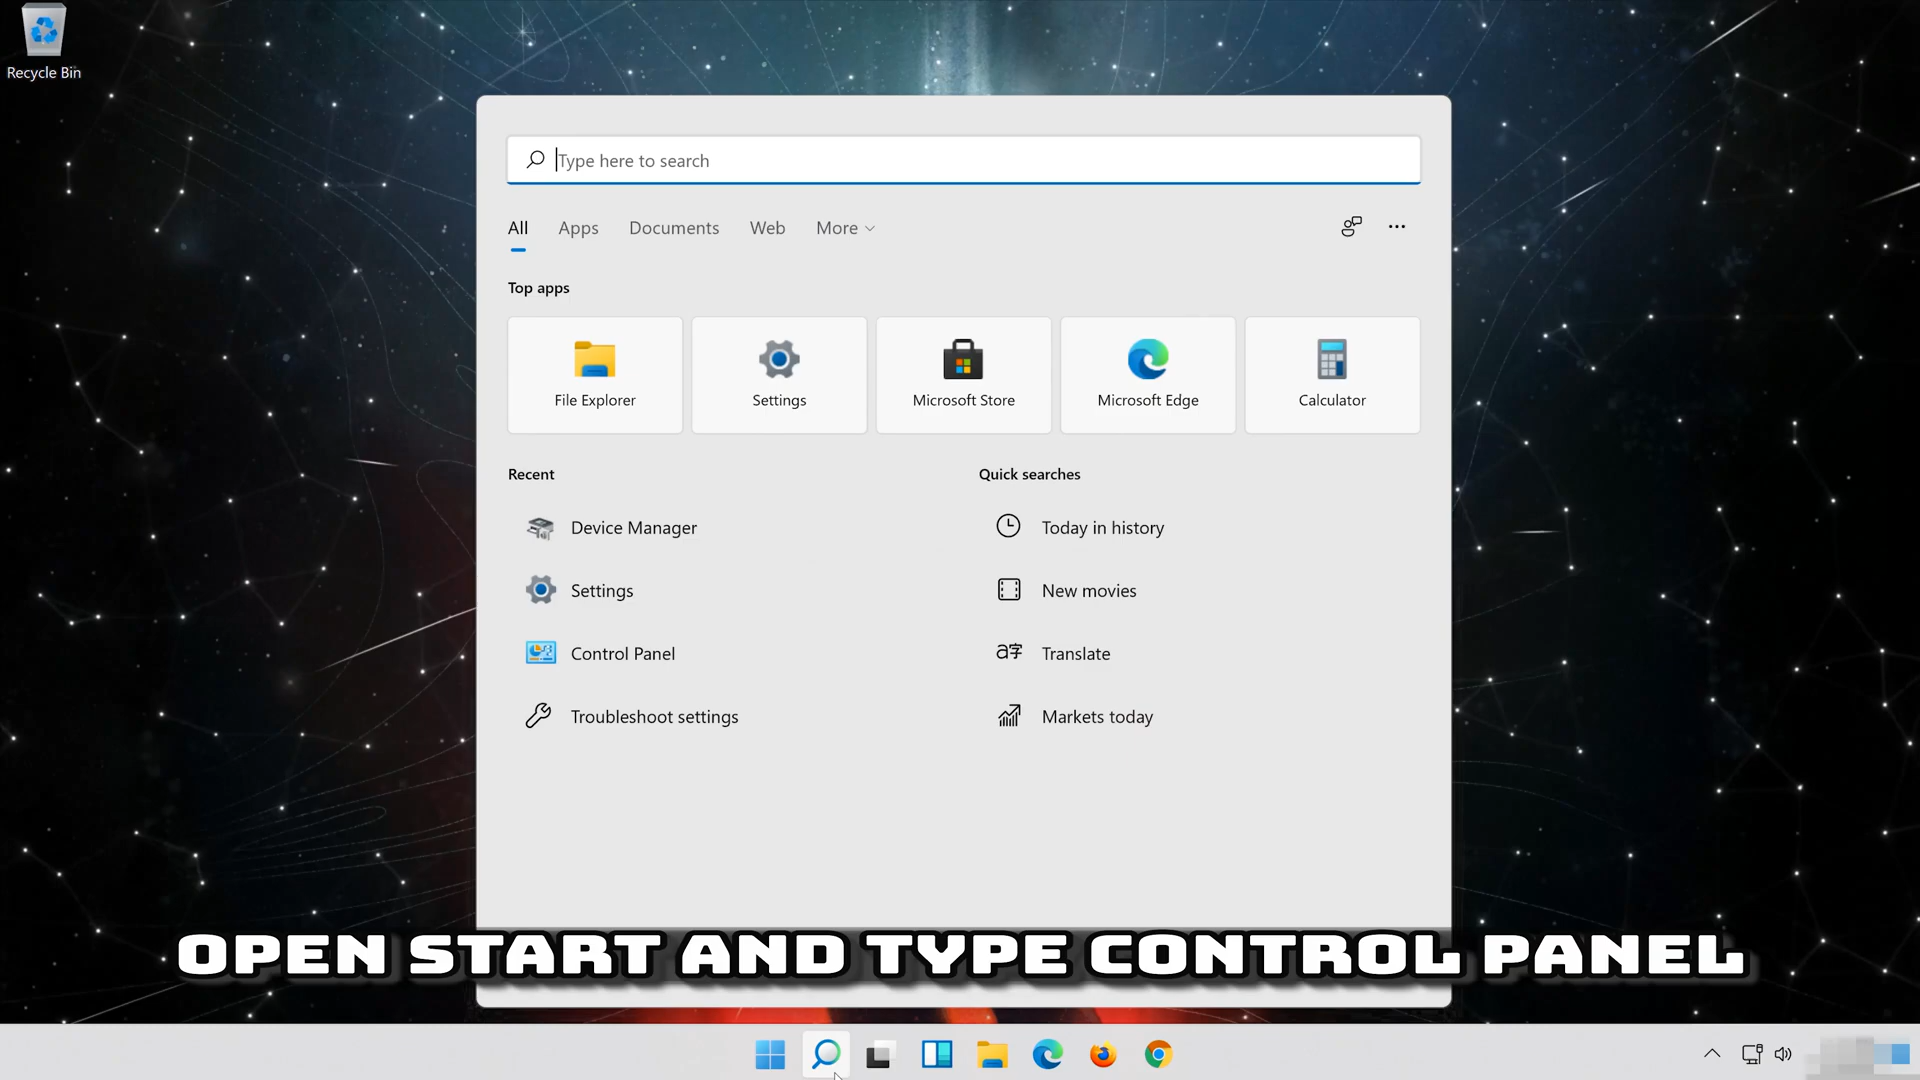 Recycle Bin
Type here to search
All Apps Documents Web More
Top apps
File Explorer Settings Microsoft Store Microsoft Edge Calculator
Recent Quick searches
Device Manager Today in history
Settings New movies
Control Panel a字 Translate
Troubleshoot settings Markets today
OPEN START AND TYPE CONTROL PANEL